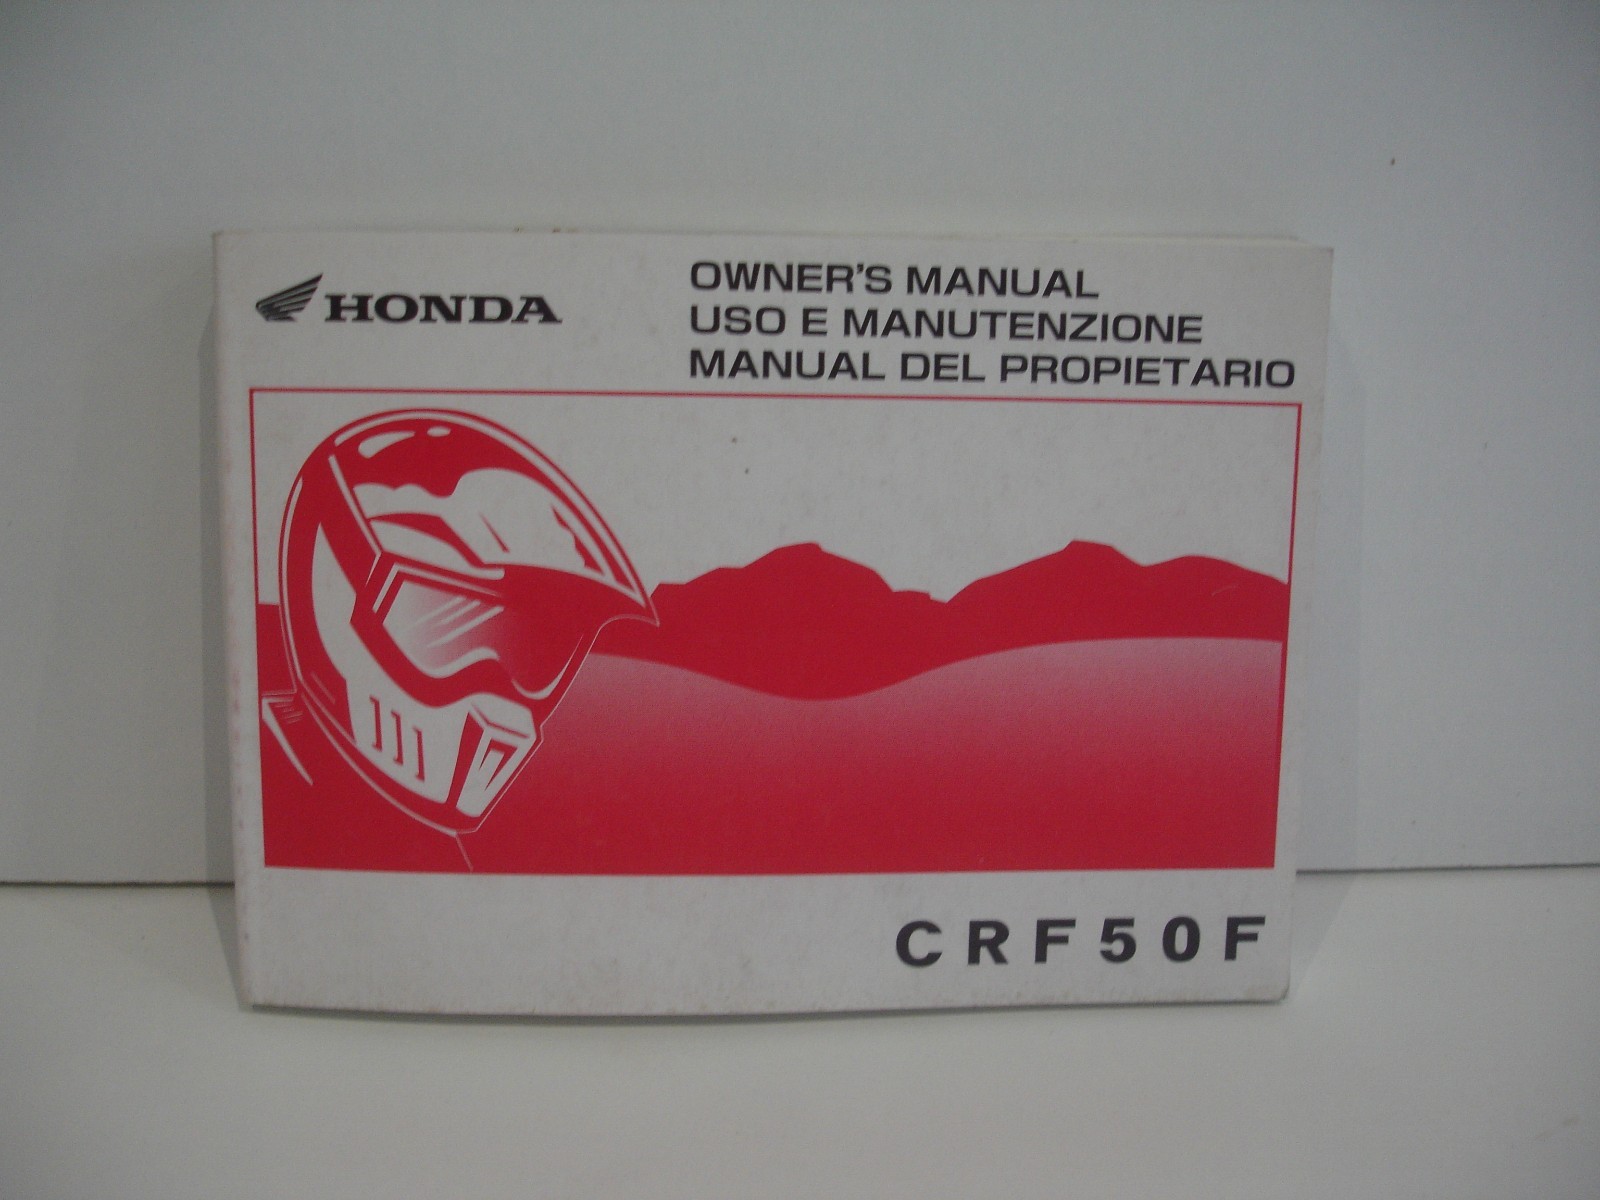 HONDA
OWNER'S MANUAL
USO E MANUTENZIONE
MANUAL DEL PROPIETARIO
CRF50F